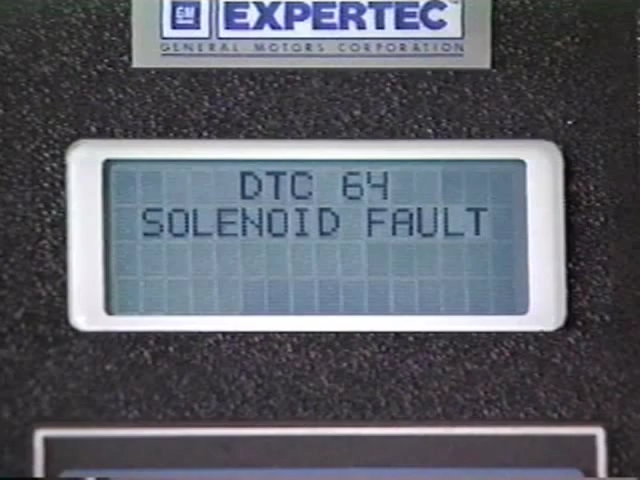 GM EXPERTEC
GENERAL MOTORS CORPORATION
DTC 64
SOLENOID FAULT